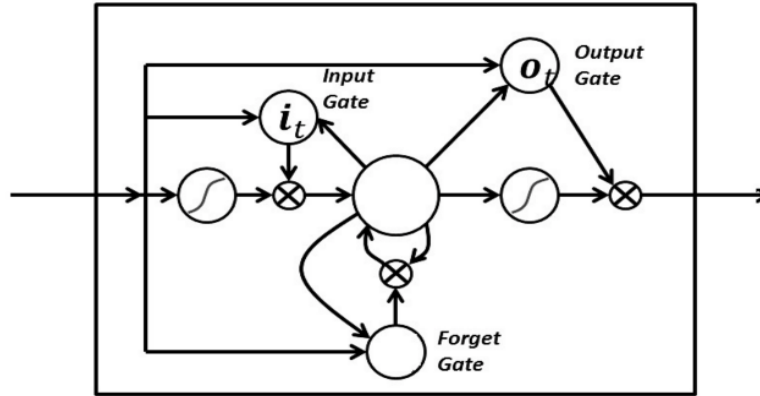 Input
Gate
i_t
o_t
Output
Gate
Forget
Gate